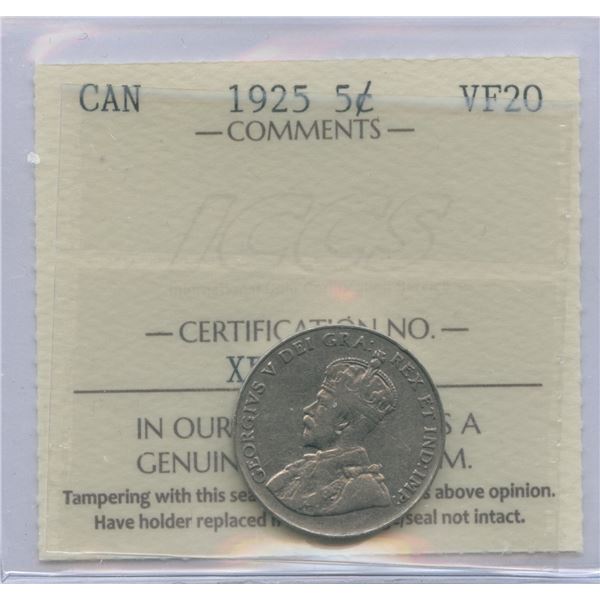 CAN 1925 5¢ VF20
— COMMENTS —
ICCS
— CERTIFICATION NO. —
GEORGIVS V DEI GRA: REX ET IND:IMP:
IN OUR A
GENUIN M.
Tampering with this sea s above opinion.
Have holder replaced /seal not intact.